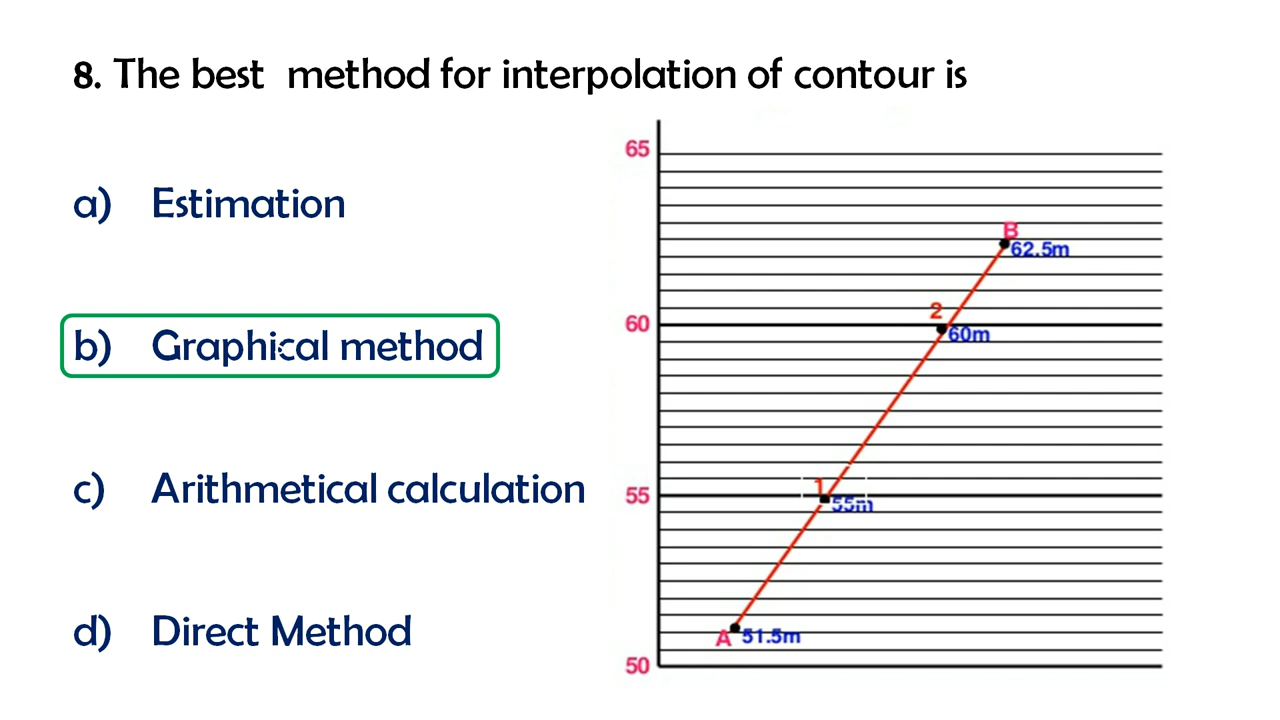 8. The best method for interpolation of contour is
a) Estimation
b) Graphical method
c) Arithmetical calculation
d) Direct Method
65
B
62.5m
2
60
60m
1
55
55m
A 51.5m
50